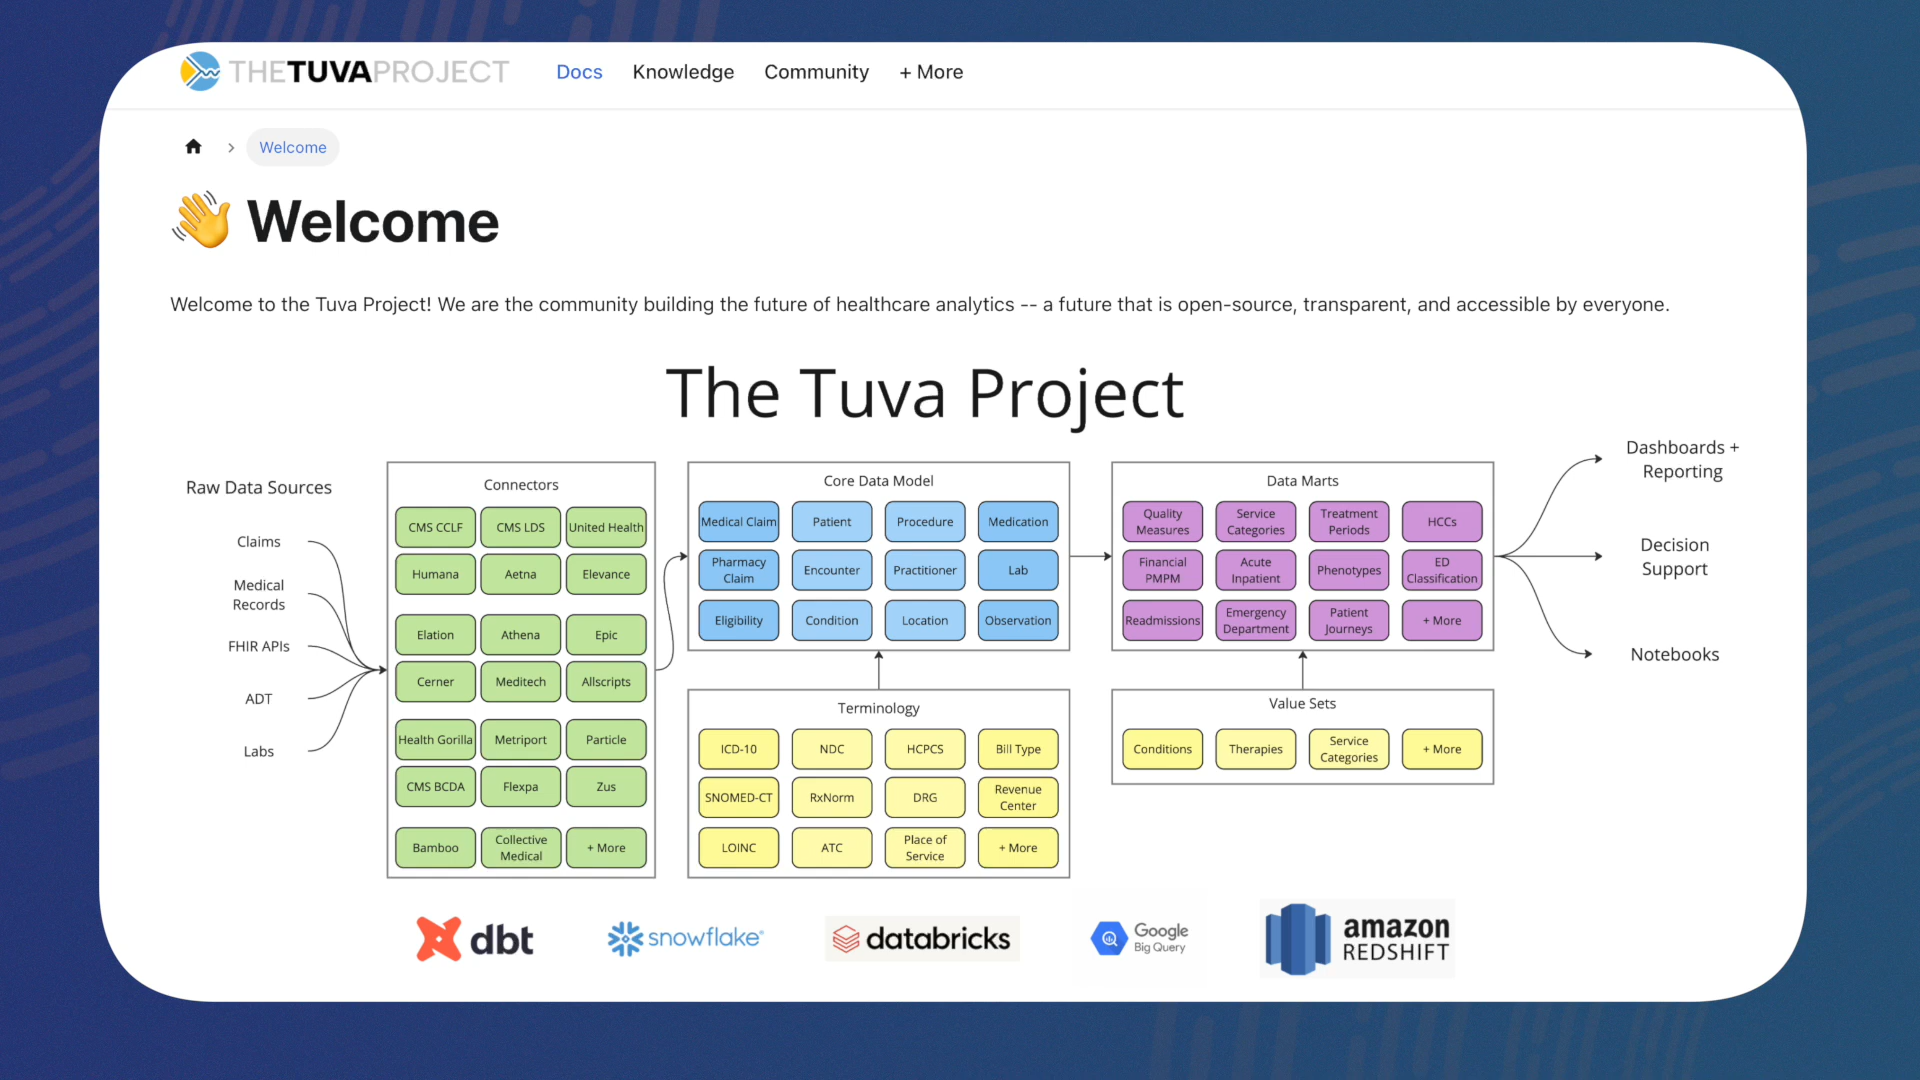 THETUVAPROJECT
Docs
Knowledge
Community
+ More
Welcome
👋 Welcome
Welcome to the Tuva Project! We are the community building the future of healthcare analytics -- a future that is open-source, transparent, and accessible by everyone.
The Tuva Project
Raw Data Sources
Claims
Medical
Records
FHIR APIs
ADT
Labs
Connectors
CMS CCLF
CMS LDS
United Health
Humana
Aetna
Elevance
Elation
Athena
Epic
Cerner
Meditech
Allscripts
Health Gorilla
Metriport
Particle
CMS BCDA
Flexpa
Zus
Bamboo
Collective
Medical
+ More
Core Data Model
Medical Claim
Patient
Procedure
Medication
Pharmacy
Claim
Encounter
Practitioner
Lab
Eligibility
Condition
Location
Observation
Terminology
ICD-10
NDC
HCPCS
Bill Type
SNOMED-CT
RxNorm
DRG
Revenue
Center
LOINC
ATC
Place of
Service
+ More
Data Marts
Quality
Measures
Service
Categories
Treatment
Periods
HCCs
Financial
PMPM
Acute
Inpatient
Phenotypes
ED
Classification
Readmissions
Emergency
Department
Patient
Journeys
+ More
Value Sets
Conditions
Therapies
Service
Categories
+ More
Dashboards +
Reporting
Decision
Support
Notebooks
dbt
snowflake®
databricks
Google
Big Query
amazon
REDSHIFT